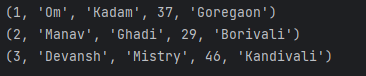 (1, 'Om', 'Kadam', 37, 'Goregaon')
(2, 'Manav', 'Ghadi', 29, 'Borivali')
(3, 'Devansh', 'Mistry', 46, 'Kandivali')